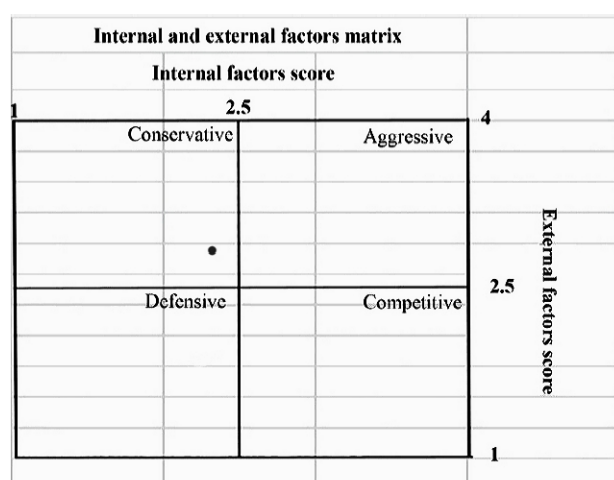 Internal and external factors matrix
Internal factors score
1
2.5
4
Conservative
Aggressive
External factors score
2.5
Defensive
Competitive
1